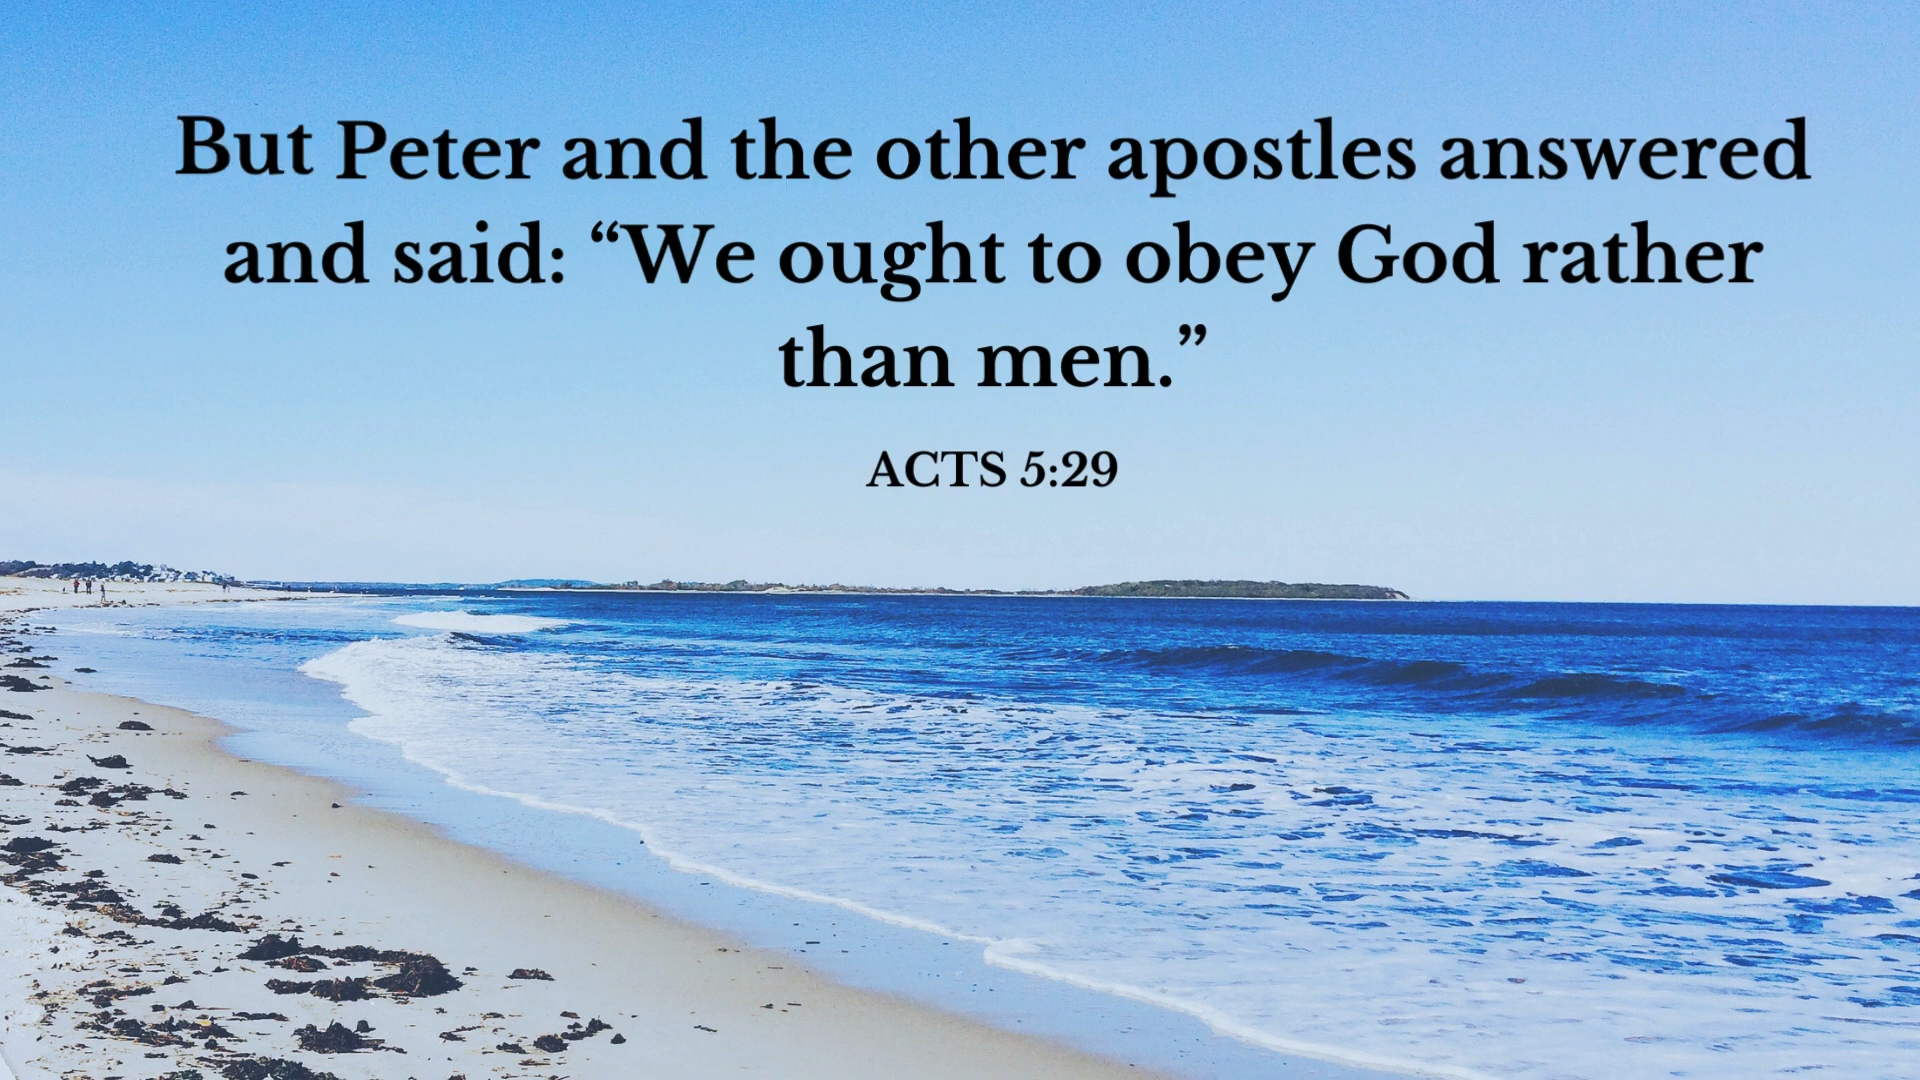 But Peter and the other apostles answered
and said: “We ought to obey God rather
than men.”
ACTS 5:29